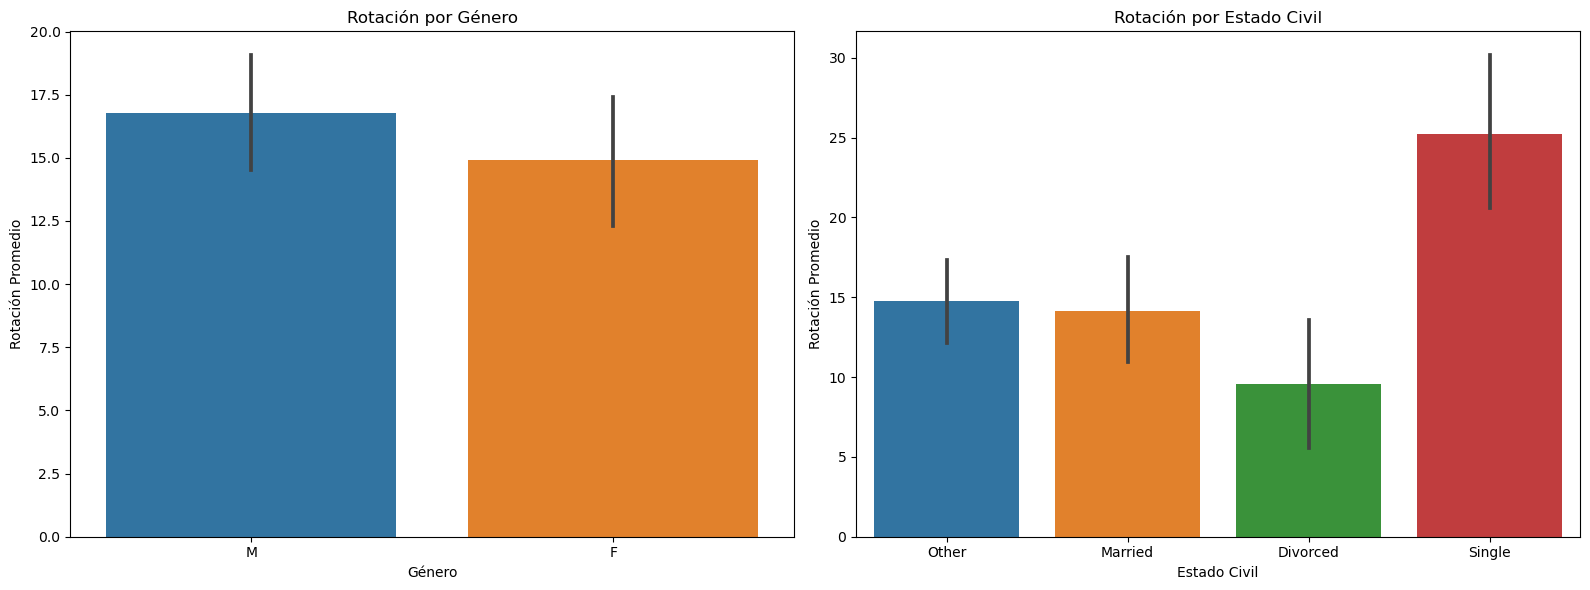 Rotación por Género
Rotación Promedio
20.0
17.5
15.0
12.5
10.0
7.5
5.0
2.5
0.0
M F
Género
Rotación por Estado Civil
Rotación Promedio
30
25
20
15
10
5
0
Other Married Divorced Single
Estado Civil